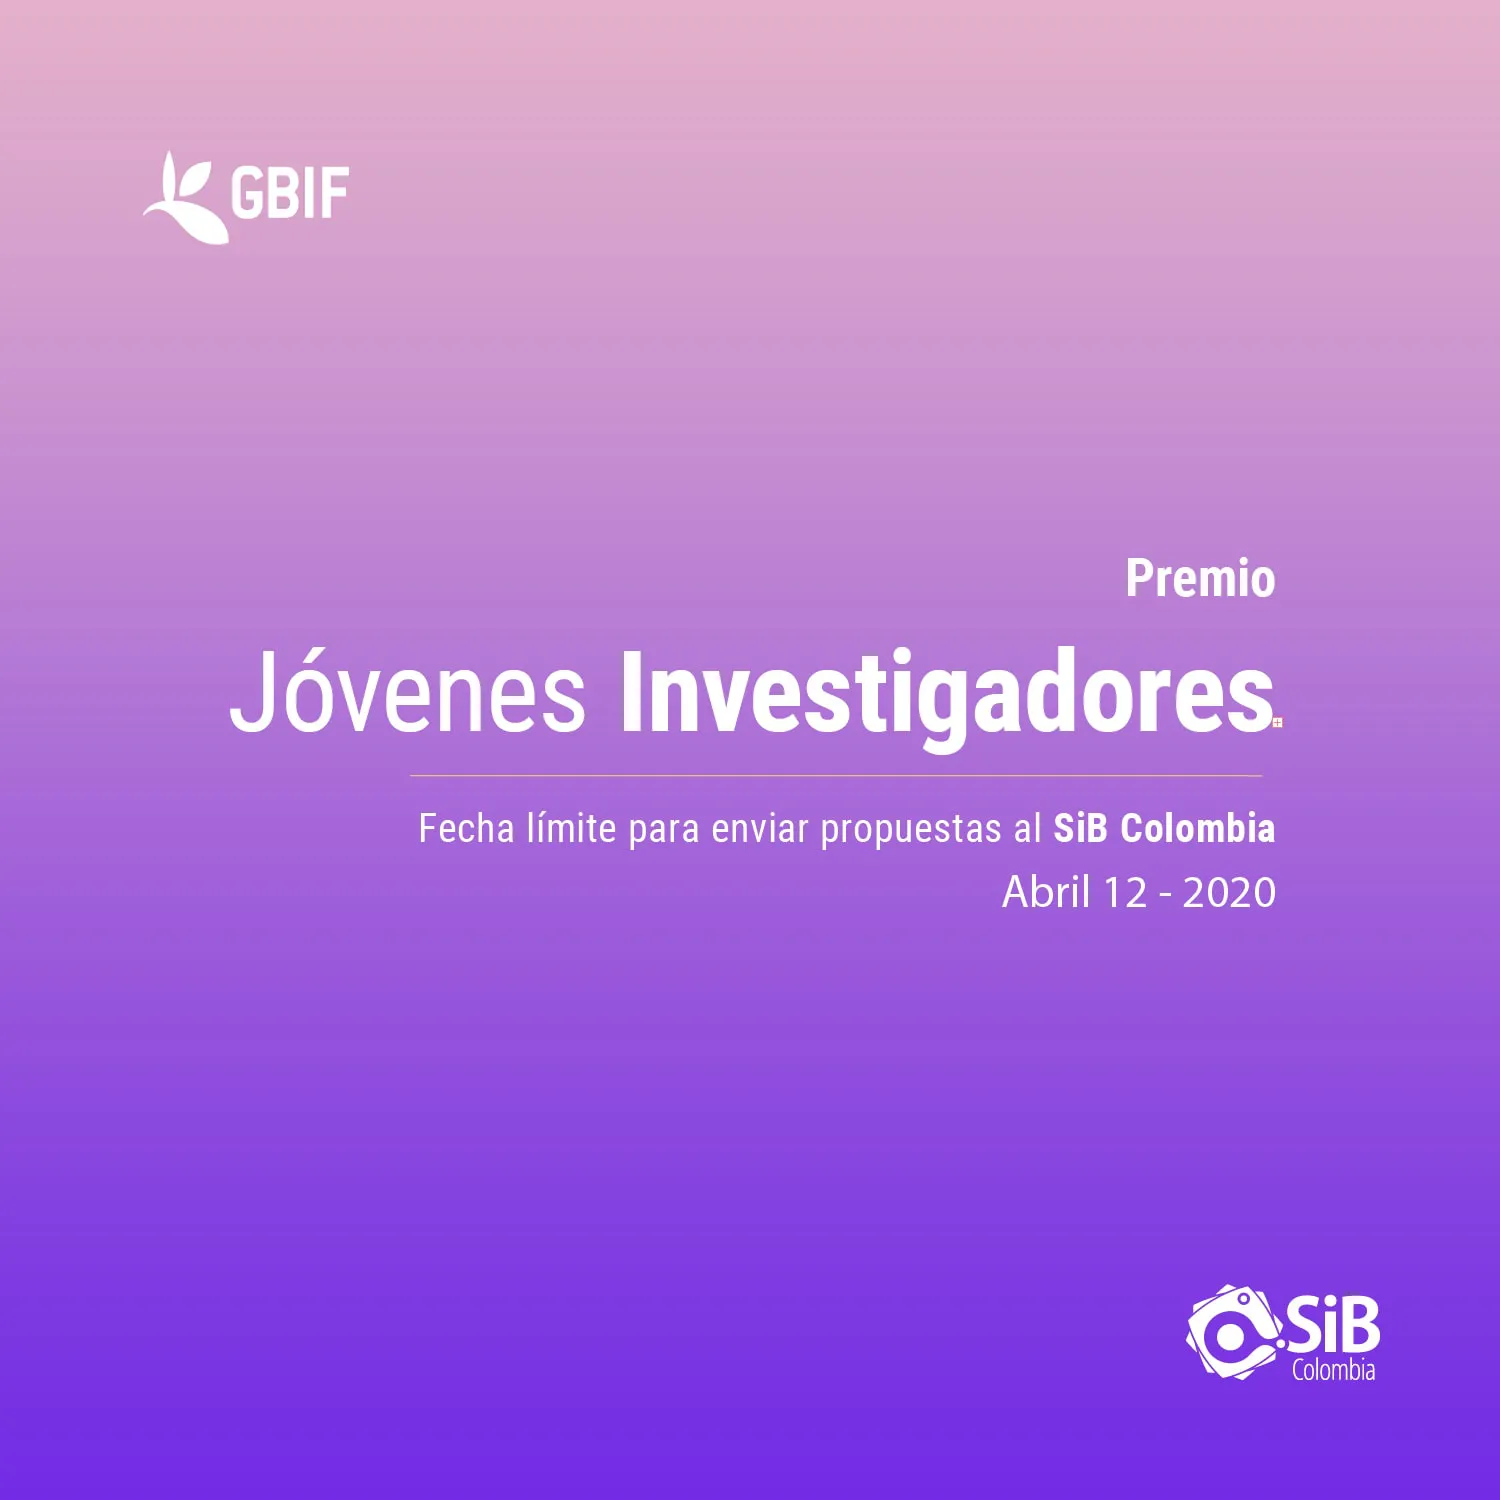 GBIF
Premio
Jóvenes Investigadores
Fecha límite para enviar propuestas al SiB Colombia
Abril 12 - 2020
SiB
Colombia